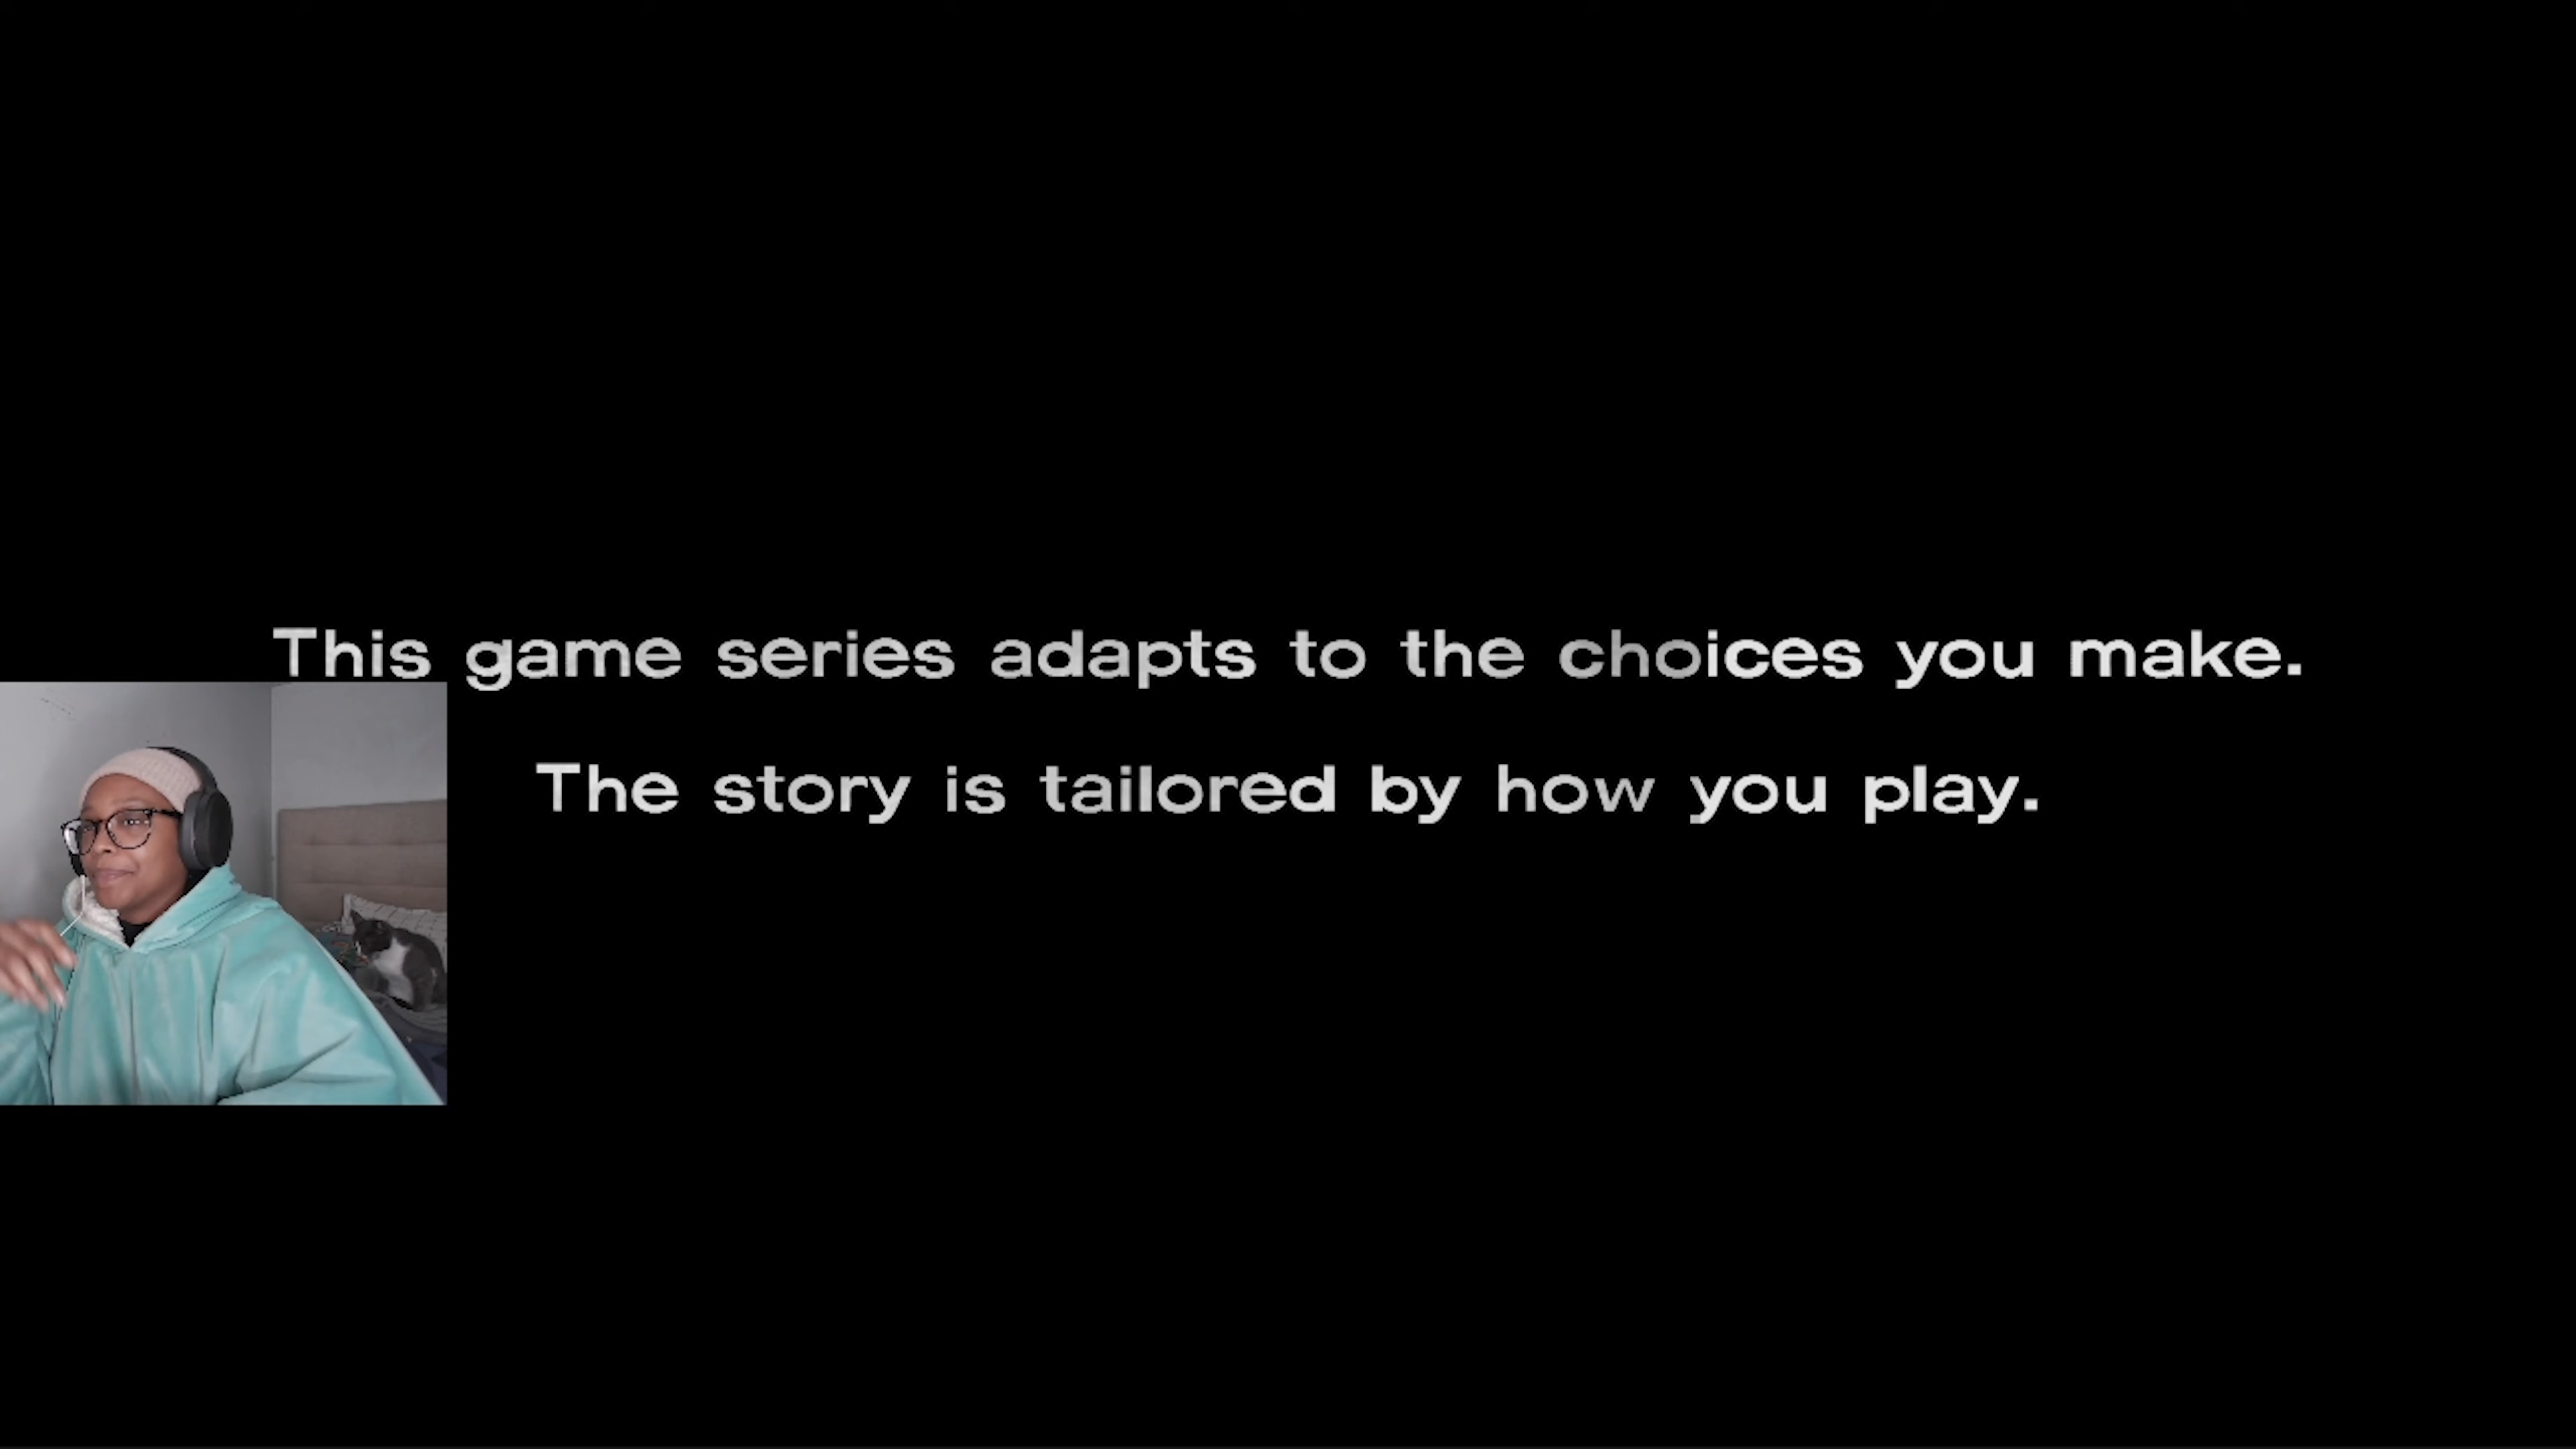 This game series adapts to the choices you make.
The story is tailored by how you play.